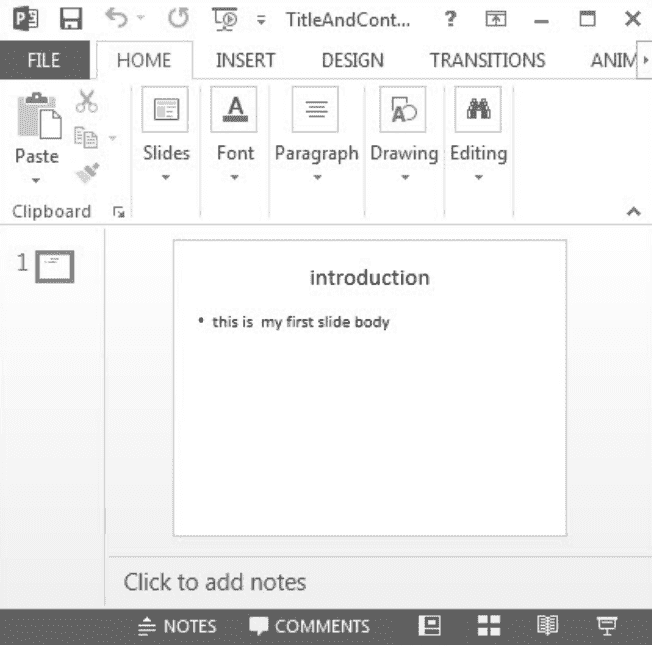 TitleAndCont... ?
FILE HOME INSERT DESIGN TRANSITIONS ANIM
Paste Slides Font Paragraph Drawing Editing
Clipboard
1
introduction
• this is my first slide body
Click to add notes
NOTES COMMENTS